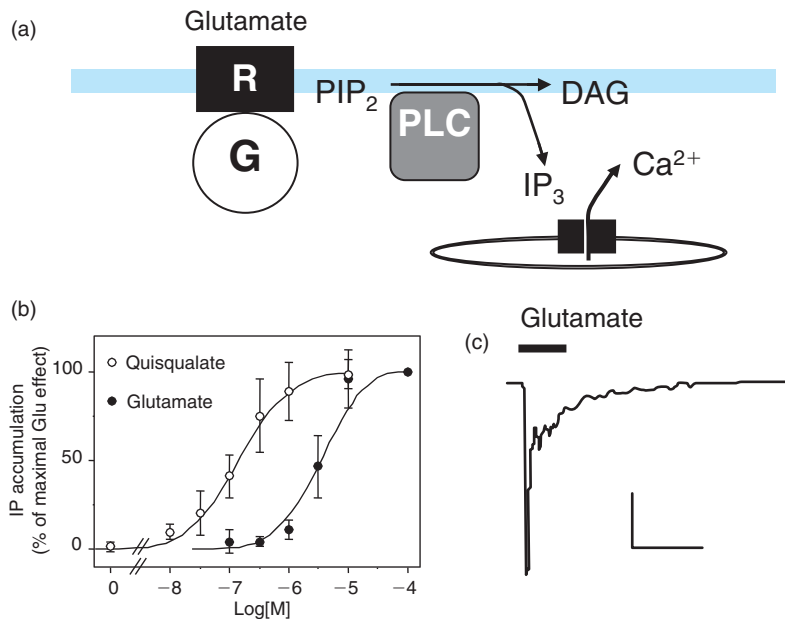 (a)
Glutamate
R
G
PIP₂
PLC
DAG
IP₃
Ca²⁺
(b)
Quisqualate
Glutamate
IP accumulation
(% of maximal Glu effect)
100
50
0
0
−8
−7
−6
−5
−4
Log[M]
(c)
Glutamate